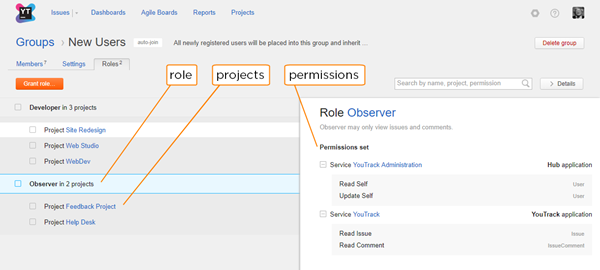 YT
Issues Dashboards Agile Boards Reports Projects
Groups › New Users auto-join All newly registered users will be placed into this group and inherit ... Delete group
Members 7 Settings Roles 2
role projects permissions
Grant role... Search by name, project, permission > Details
Developer in 3 projects
Project Site Redesign
Project Web Studio
Project WebDev
Observer in 2 projects
Project Feedback Project
Project Help Desk
Role Observer
Observer may only view issues and comments.
Permissions set
Service YouTrack Administration Hub application
Read Self User
Update Self User
Service YouTrack YouTrack application
Read Issue Issue
Read Comment IssueComment